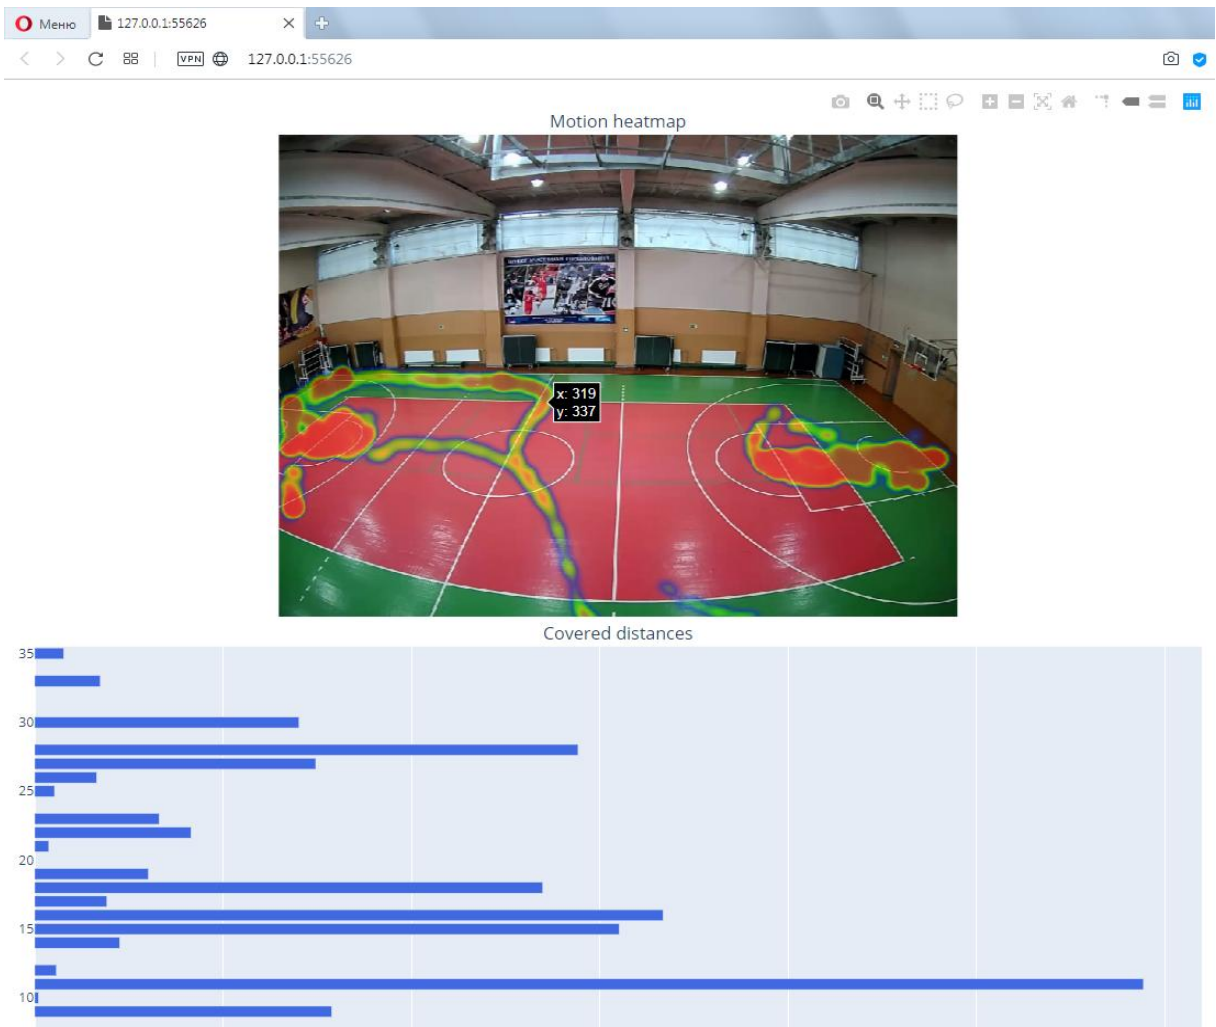 Меню
127.0.0.1:55626
VPN
127.0.0.1:55626
Motion heatmap
x: 319
y: 337
Covered distances
35
30
25
20
15
10